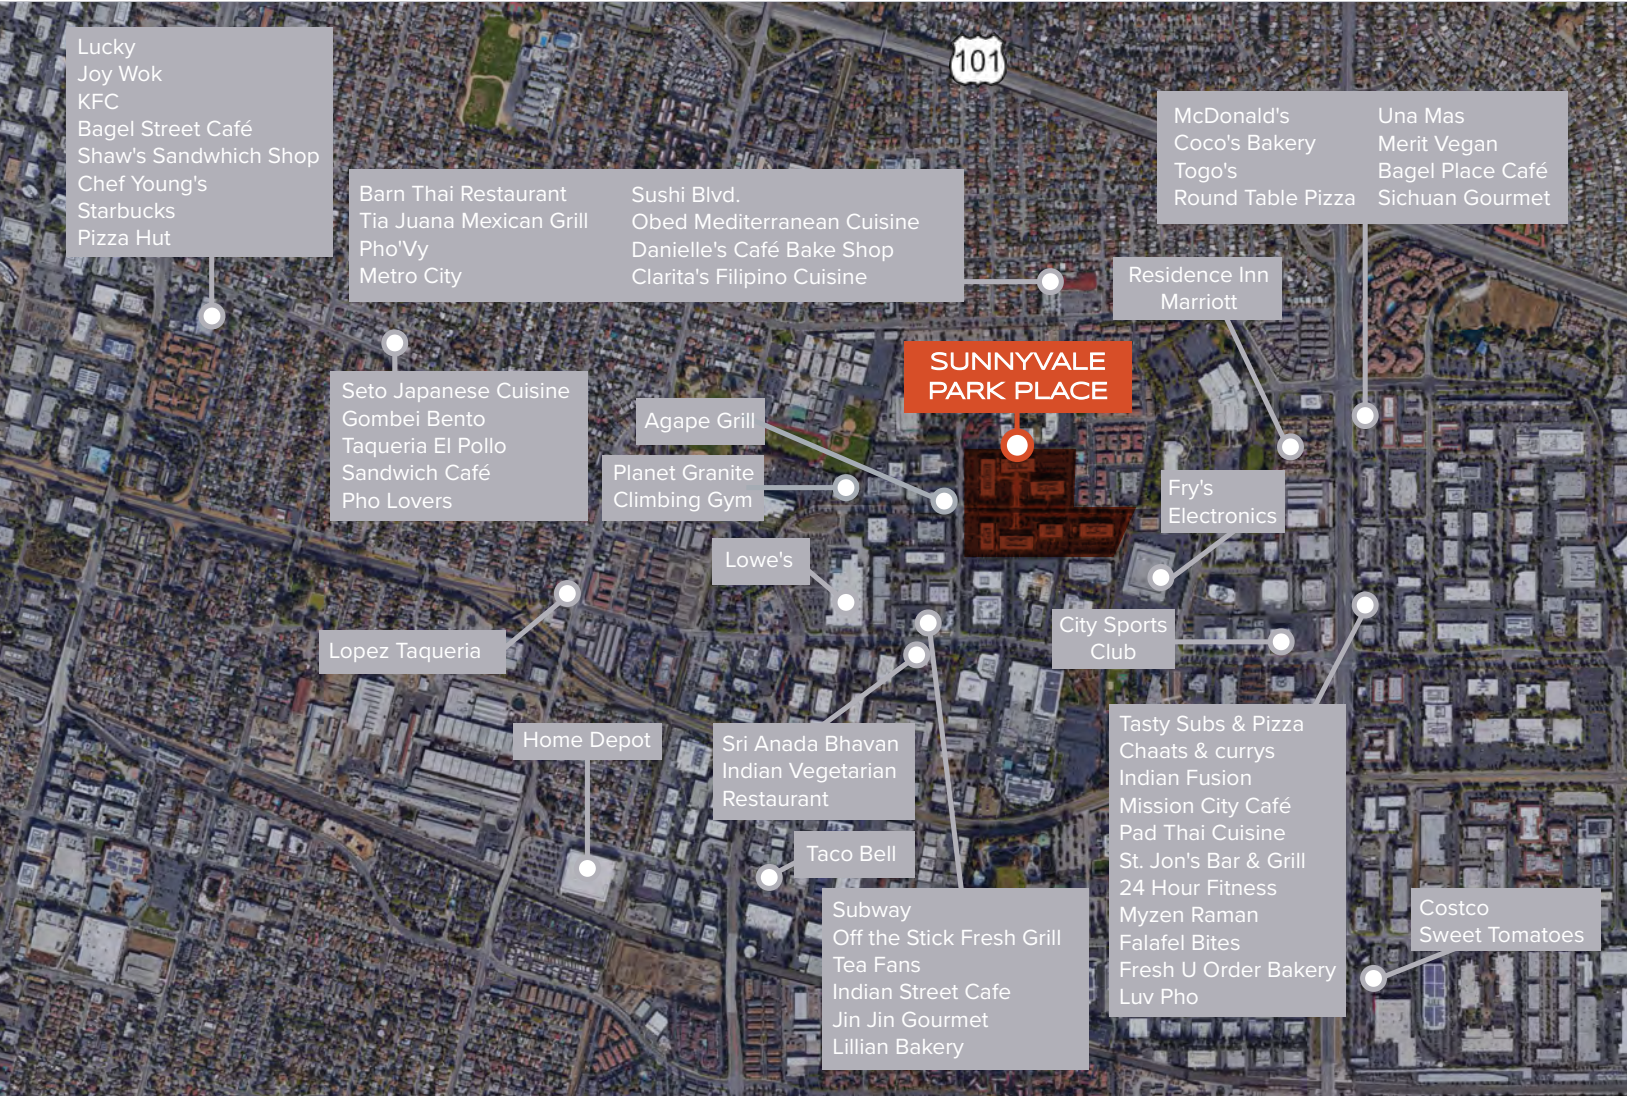 101
Lucky
Joy Wok
KFC
Bagel Street Café
Shaw's Sandwhich Shop
Chef Young's
Starbucks
Pizza Hut
Barn Thai Restaurant
Tia Juana Mexican Grill
Pho'Vy
Metro City
Sushi Blvd.
Obed Mediterranean Cuisine
Danielle's Café Bake Shop
Clarita's Filipino Cuisine
McDonald's
Coco's Bakery
Togo's
Round Table Pizza
Una Mas
Merit Vegan
Bagel Place Café
Sichuan Gourmet
Residence Inn
Marriott
SUNNYVALE
PARK PLACE
Seto Japanese Cuisine
Gombei Bento
Taqueria El Pollo
Sandwich Café
Pho Lovers
Agape Grill
Planet Granite
Climbing Gym
Fry's
Electronics
Lowe's
Lopez Taqueria
City Sports
Club
Home Depot
Sri Anada Bhavan
Indian Vegetarian
Restaurant
Taco Bell
Subway
Off the Stick Fresh Grill
Tea Fans
Indian Street Cafe
Jin Jin Gourmet
Lillian Bakery
Tasty Subs & Pizza
Chaats & currys
Indian Fusion
Mission City Café
Pad Thai Cuisine
St. Jon's Bar & Grill
24 Hour Fitness
Myzen Raman
Falafel Bites
Fresh U Order Bakery
Luv Pho
Costco
Sweet Tomatoes